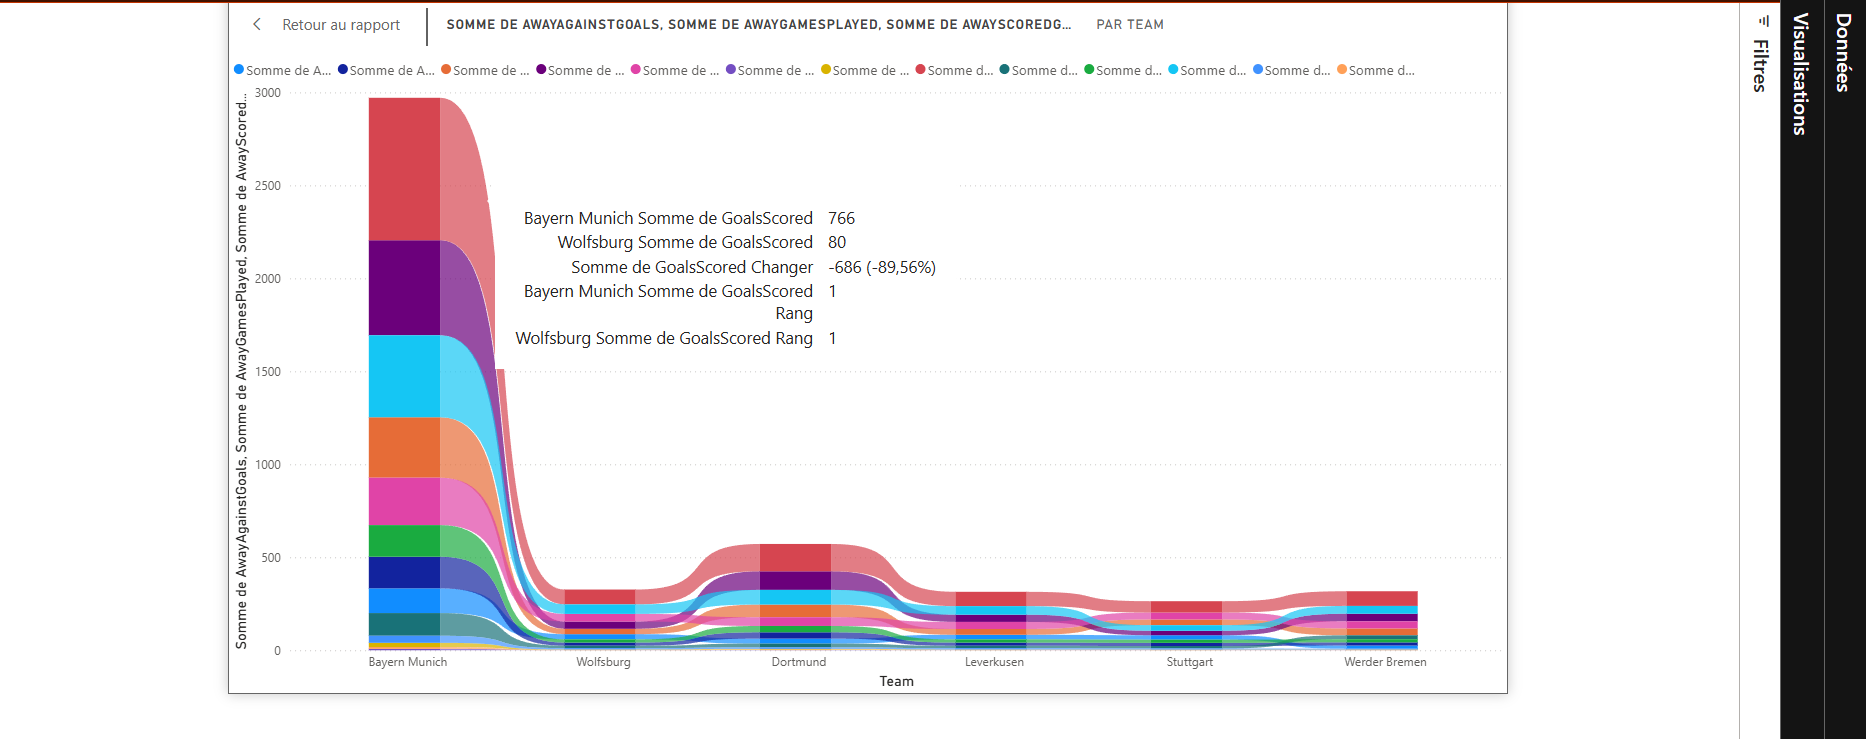 Retour au rapport
SOMME DE AWAYAGAINSTGOALS, SOMME DE AWAYGAMESPLAYED, SOMME DE AWAYSCOREDG...
PAR TEAM
Somme de A... Somme de A... Somme de ... Somme de ... Somme de ... Somme de ... Somme de ... Somme d... Somme d... Somme d... Somme d... Somme d... Somme d...
Somme de AwayAgainstGoals, Somme de AwayGamesPlayed, Somme de AwayScored...
3000
2500
2000
1500
1000
500
0
Bayern Munich Somme de GoalsScored 766
Wolfsburg Somme de GoalsScored 80
Somme de GoalsScored Changer -686 (-89,56%)
Bayern Munich Somme de GoalsScored 1
Rang
Wolfsburg Somme de GoalsScored Rang 1
Bayern Munich Wolfsburg Dortmund Leverkusen Stuttgart Werder Bremen
Team
Filtres
Visualisations
Données